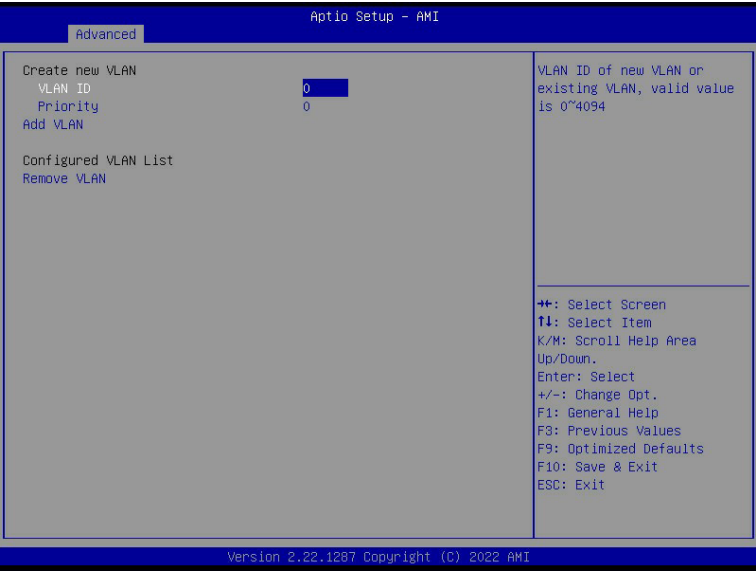 Aptio Setup – AMI
Advanced
Create new VLAN
VLAN ID 0
Priority 0
Add VLAN
Configured VLAN List
Remove VLAN
VLAN ID of new VLAN or
existing VLAN, valid value
is 0~4094
→←: Select Screen
↑↓: Select Item
K/M: Scroll Help Area
Up/Down.
Enter: Select
+/-: Change Opt.
F1: General Help
F3: Previous Values
F9: Optimized Defaults
F10: Save & Exit
ESC: Exit
Version 2.22.1287 Copyright (C) 2022 AMI